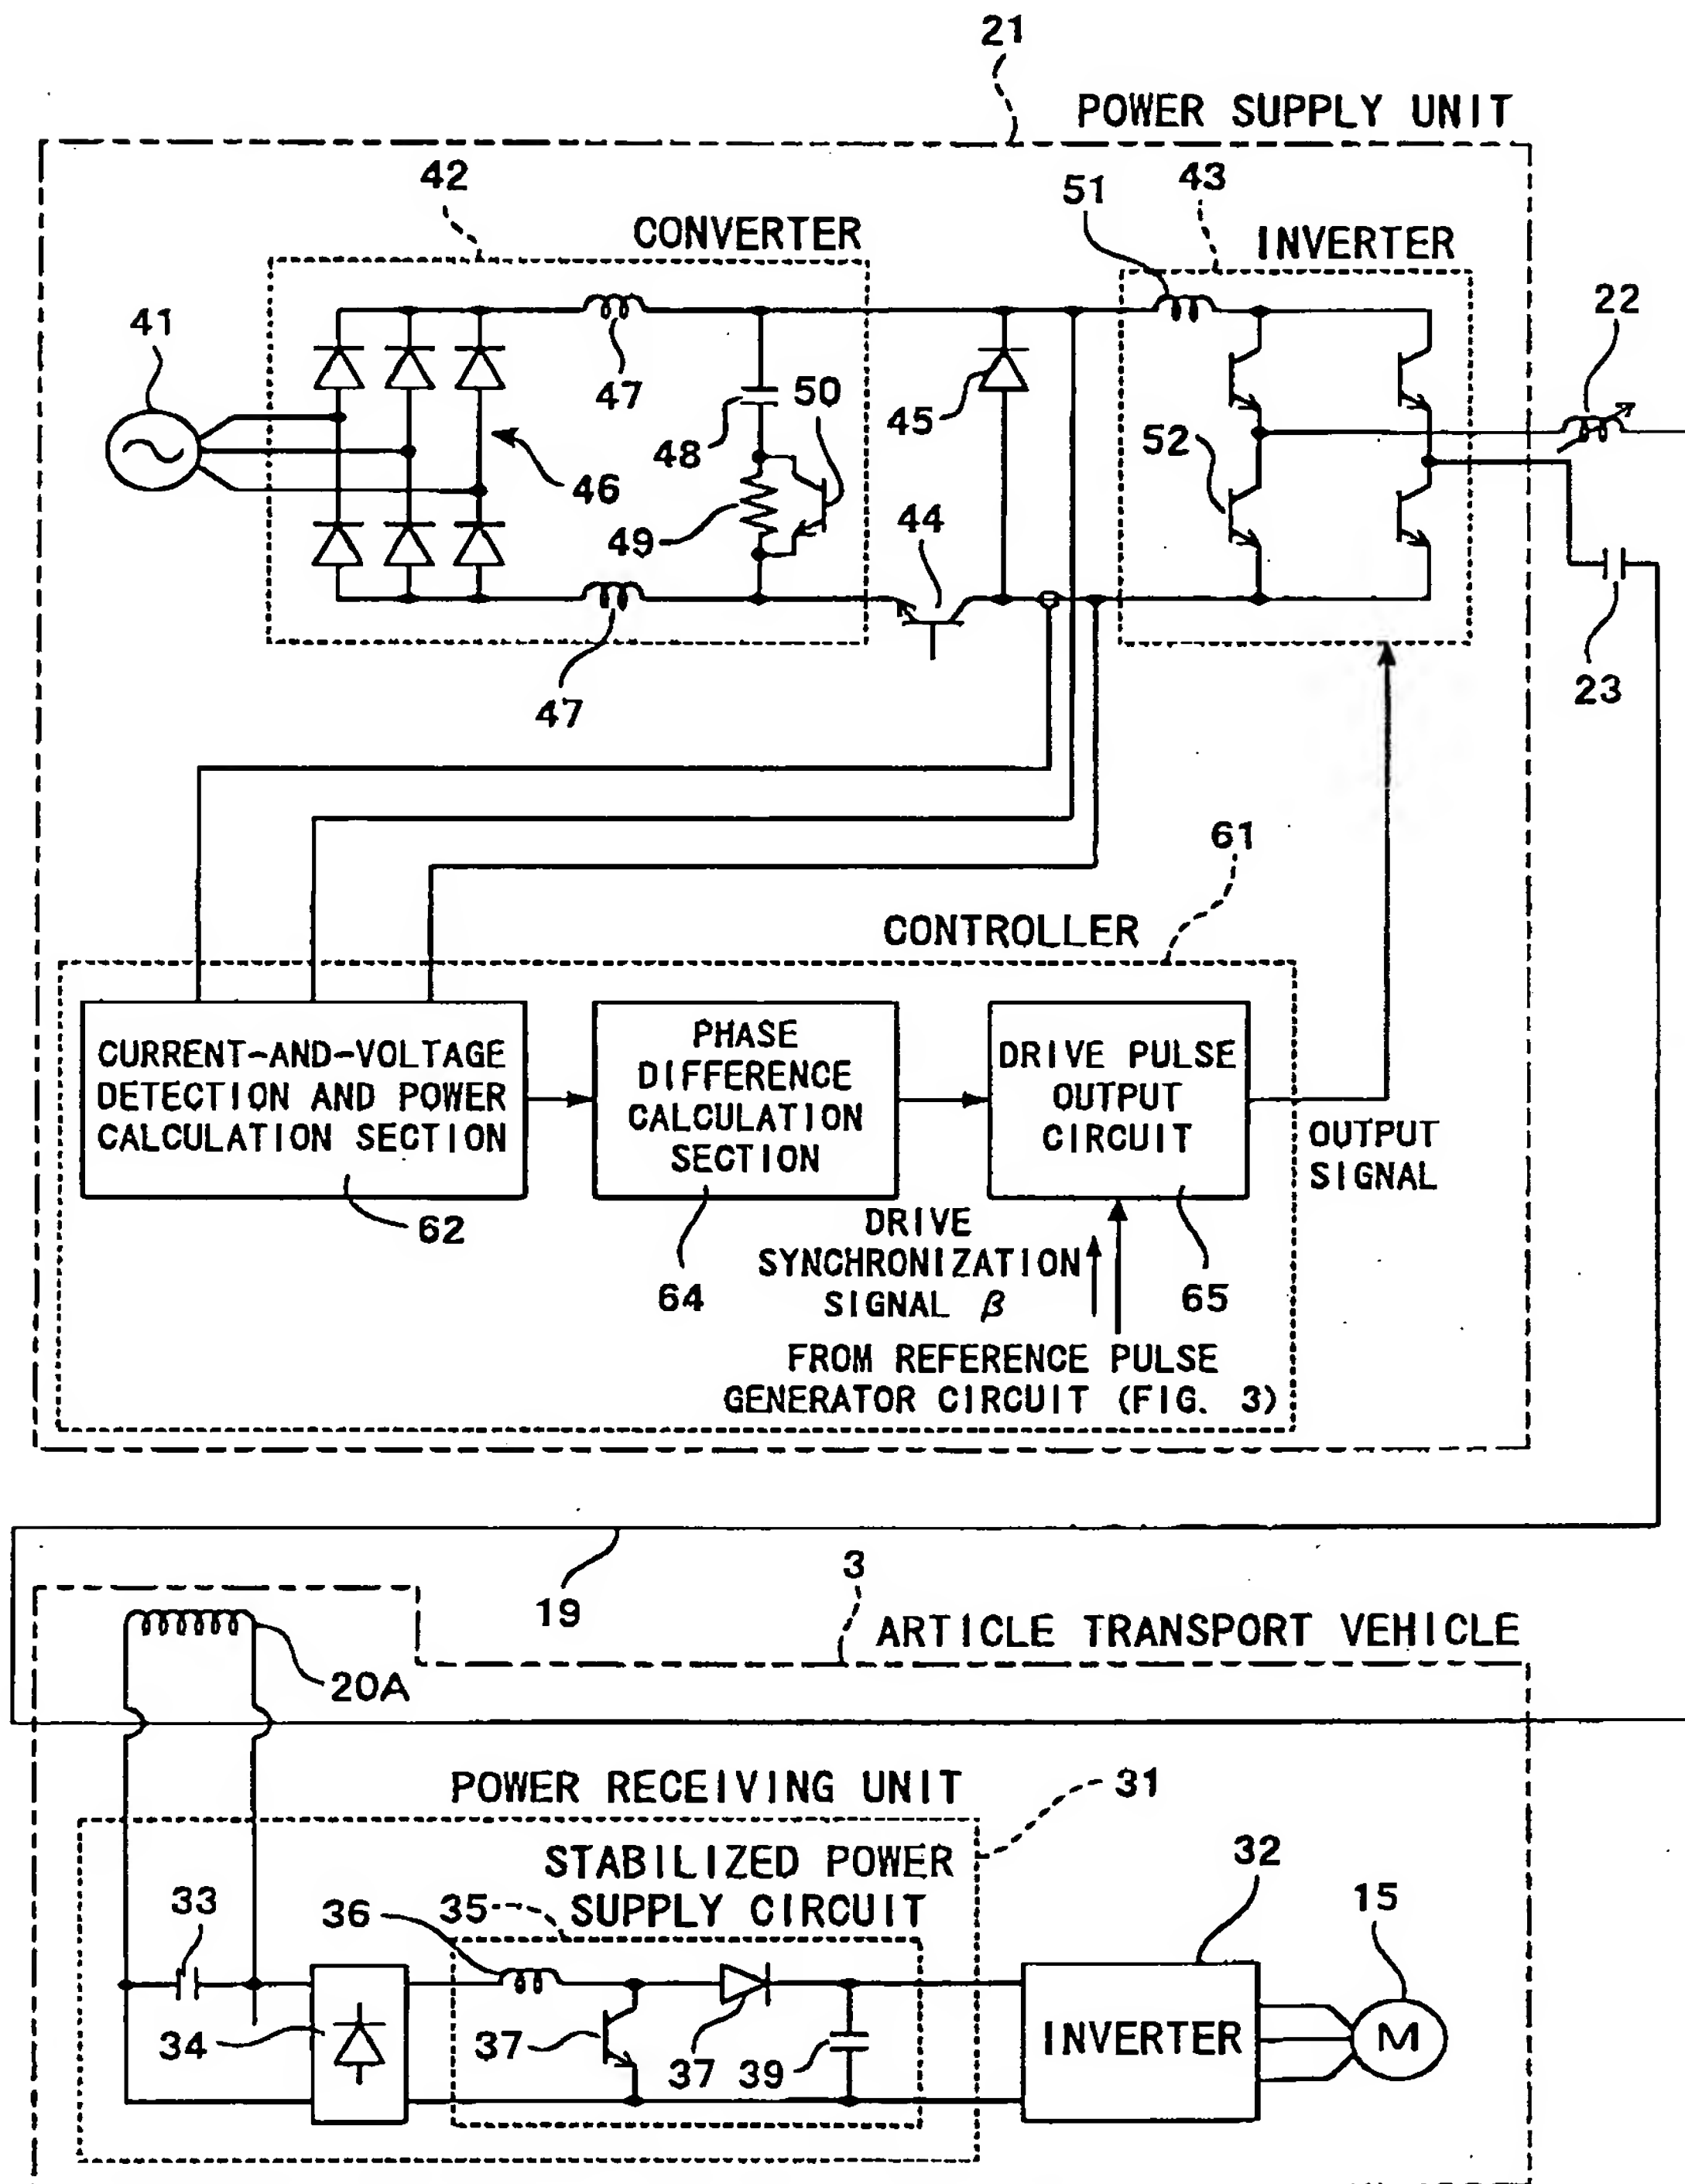 21
POWER SUPPLY UNIT
42
CONVERTER
51
43
INVERTER
22
41
47
50
45
48
46
49
52
44
47
23
61
CONTROLLER
CURRENT-AND-VOLTAGE
DETECTION AND POWER
CALCULATION SECTION
PHASE
DIFFERENCE
CALCULATION
SECTION
DRIVE PULSE
OUTPUT
CIRCUIT
OUTPUT
SIGNAL
62
64
DRIVE
SYNCHRONIZATION
SIGNAL β
65
FROM REFERENCE PULSE
GENERATOR CIRCUIT (FIG. 3)
19
3
ARTICLE TRANSPORT VEHICLE
20A
POWER RECEIVING UNIT
31
STABILIZED POWER
SUPPLY CIRCUIT
33
36
35
32
15
34
37
37
39
INVERTER
M